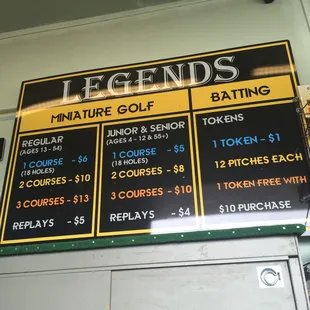 LEGENDS
MINIATURE GOLF
BATTING
REGULAR
(AGES 13 - 54)
1 COURSE - $6
(18 HOLES)
2 COURSES - $10
3 COURSES - $13
REPLAYS - $5
JUNIOR & SENIOR
(AGES 4 - 12 & 55+)
1 COURSE - $5
(18 HOLES)
2 COURSES - $8
3 COURSES - $10
REPLAYS - $4
TOKENS
1 TOKEN - $1
12 PITCHES EACH
1 TOKEN FREE WITH
$10 PURCHASE